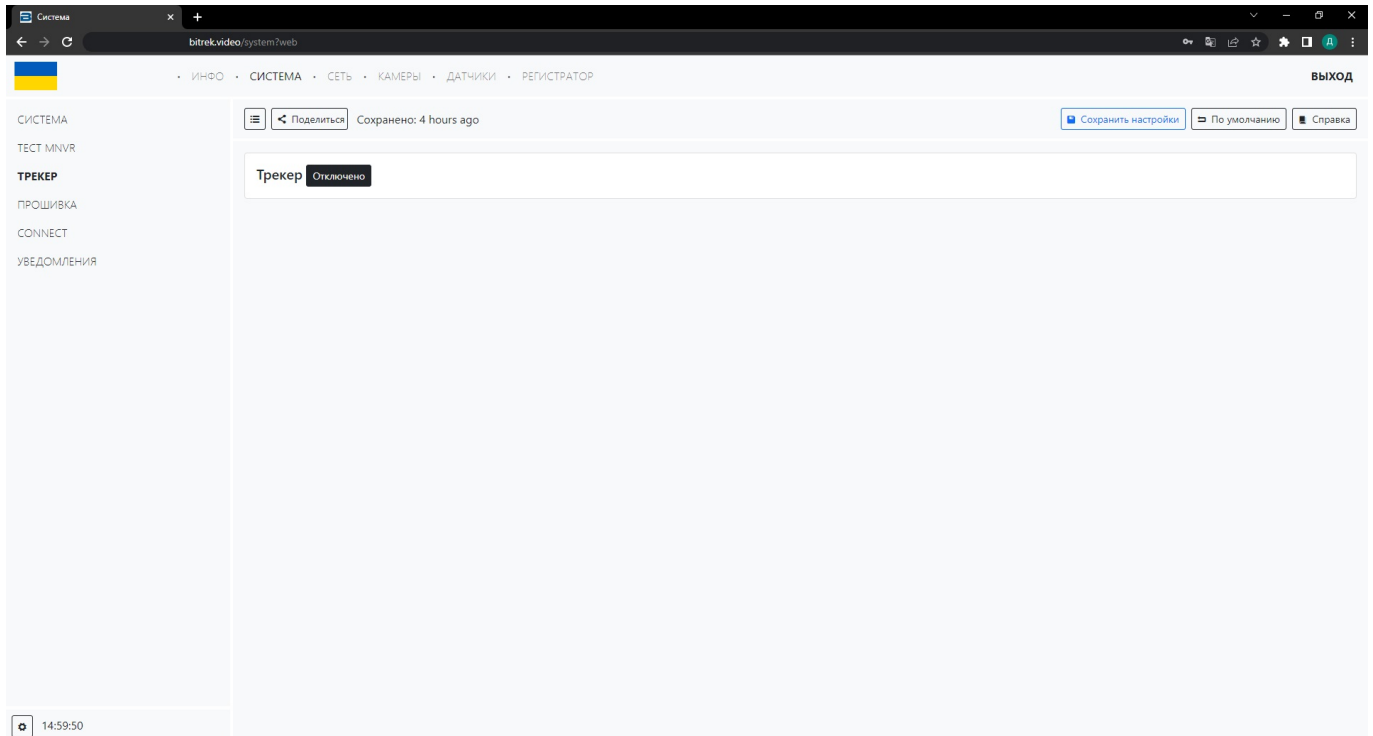 Система
bitrek.video/system?web
Д
• ИНФО • СИСТЕМА • СЕТЬ • КАМЕРЫ • ДАТЧИКИ • РЕГИСТРАТОР
ВЫХОД
СИСТЕМА
ТЕСТ MNVR
ТРЕКЕР
ПРОШИВКА
CONNECT
УВЕДОМЛЕНИЯ
Поделиться Сохранено: 4 hours ago
Сохранить настройки По умолчанию Справка
Трекер Отключено
14:59:50